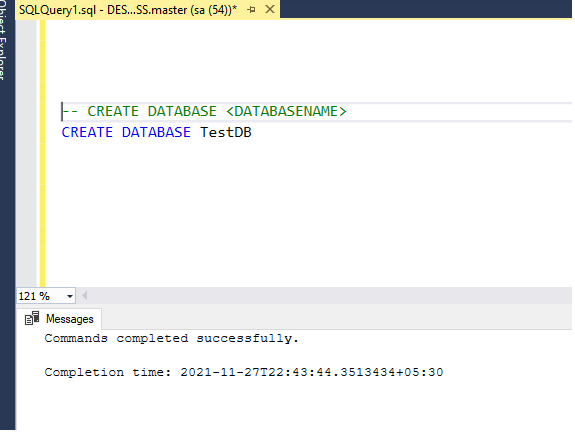 Object Explorer
SQLQuery1.sql - DES...SS.master (sa (54))*
-- CREATE DATABASE <DATABASENAME>
CREATE DATABASE TestDB
121 %
Messages
Commands completed successfully.
Completion time: 2021-11-27T22:43:44.3513434+05:30